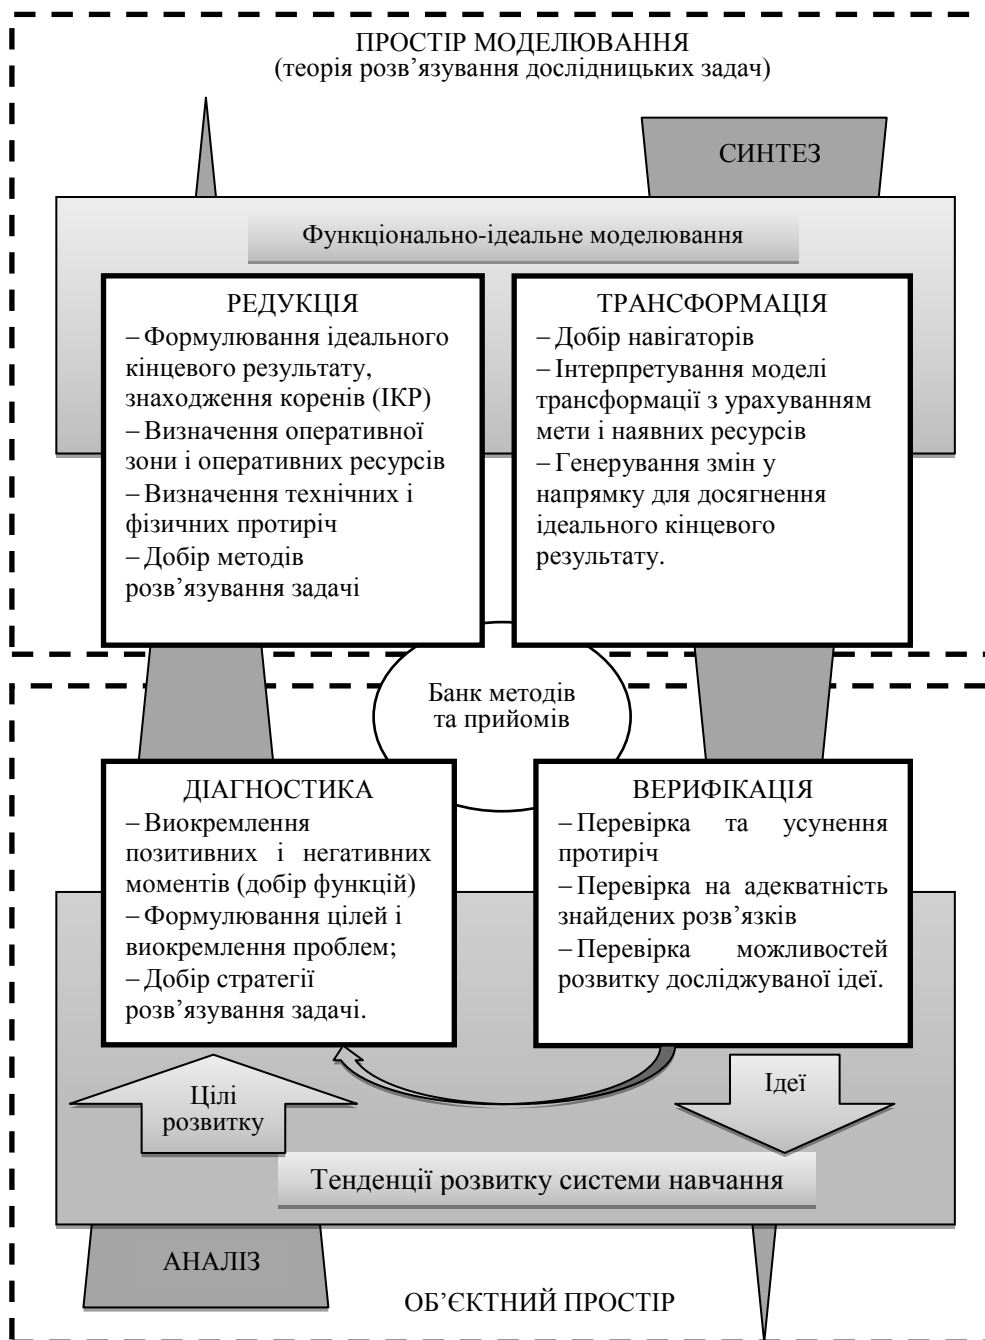 ПРОСТІР МОДЕЛЮВАННЯ
(теорія розв’язування дослідницьких задач)
СИНТЕЗ
Функціонально-ідеальне моделювання
РЕДУКЦІЯ
– Формулювання ідеального
кінцевого результату,
знаходження коренів (ІКР)
– Визначення оперативної
зони і оперативних ресурсів
– Визначення технічних і
фізичних протиріч
– Добір методів
розв’язування задачі
ТРАНСФОРМАЦІЯ
– Добір навігаторів
– Інтерпретування моделі
трансформації з урахуванням
мети і наявних ресурсів
– Генерування змін у
напрямку для досягнення
ідеального кінцевого
результату.
Банк методів
та прийомів
ДІАГНОСТИКА
– Виокремлення
позитивних і негативних
моментів (добір функцій)
– Формулювання цілей і
виокремлення проблем;
– Добір стратегії
розв’язування задачі.
ВЕРИФІКАЦІЯ
– Перевірка та усунення
протиріч
– Перевірка на адекватність
знайдених розв’язків
– Перевірка можливостей
розвитку досліджуваної ідеї.
Цілі
розвитку
Ідеї
Тенденції розвитку системи навчання
АНАЛІЗ
ОБ’ЄКТНИЙ ПРОСТІР